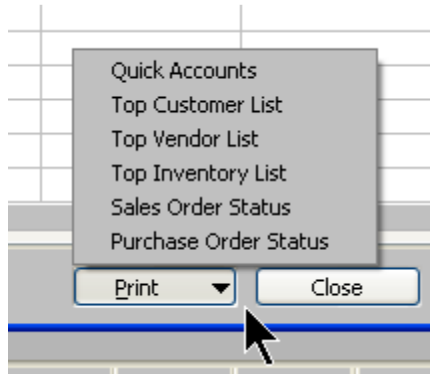 Quick Accounts
Top Customer List
Top Vendor List
Top Inventory List
Sales Order Status
Purchase Order Status
Print
Close